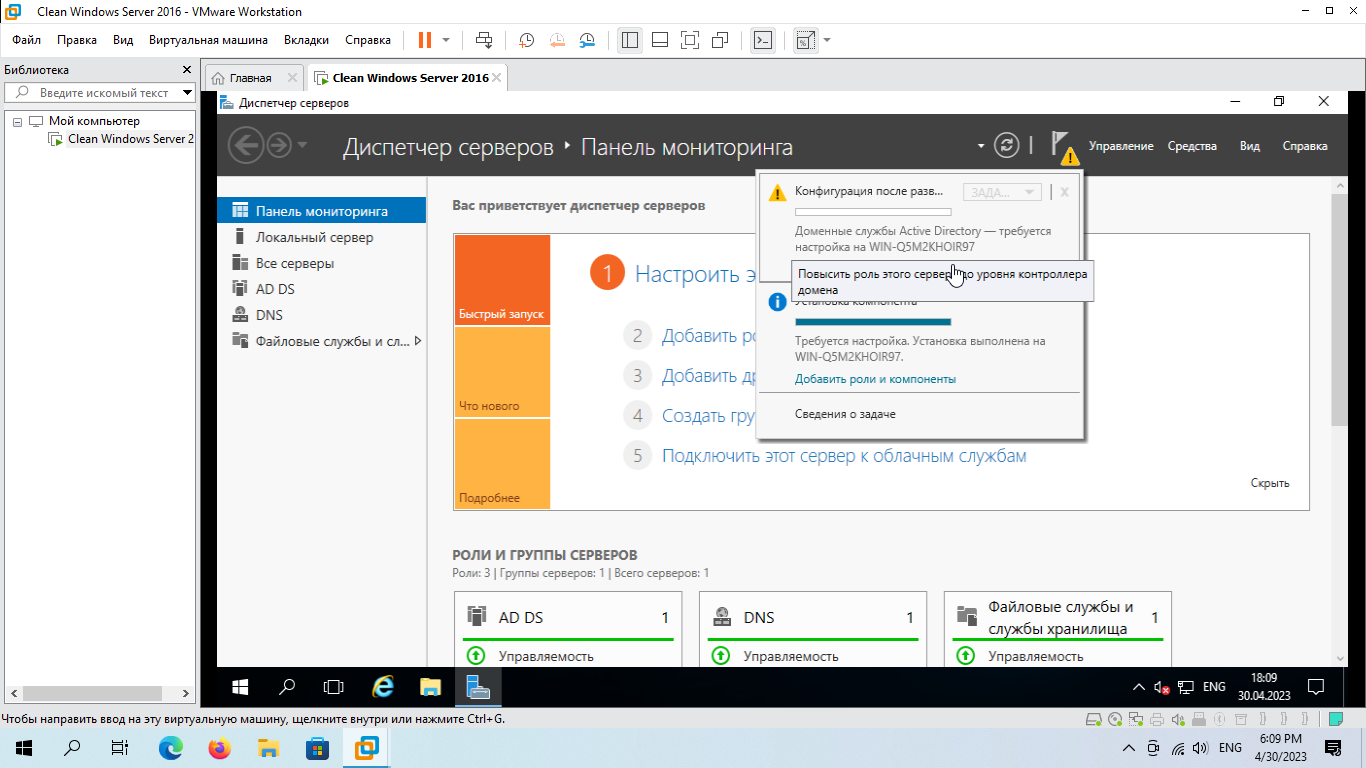 Clean Windows Server 2016 - VMware Workstation
Файл Правка Вид Виртуальная машина Вкладки Справка
Библиотека
Введите искомый текст
Мой компьютер
Clean Windows Server 2
Главная
Clean Windows Server 2016
Диспетчер серверов
Диспетчер серверов ‣ Панель мониторинга
Управление Средства Вид Справка
Панель мониторинга
Локальный сервер
Все серверы
AD DS
DNS
Файловые службы и сл...
Вас приветствует диспетчер серверов
Быстрый запуск
Что нового
Подробнее
1 Настроить э
2 Добавить ро
3 Добавить др
4 Создать гру
5 Подключить этот сервер к облачным службам
Скрыть
Конфигурация после разв...
ЗАДА...
X
Доменные службы Active Directory — требуется
настройка на WIN-Q5M2KHOIR97
Повысить роль этого сервера до уровня контроллера
домена
Установка компонента
Требуется настройка. Установка выполнена на
WIN-Q5M2KHOIR97.
Добавить роли и компоненты
Сведения о задаче
РОЛИ И ГРУППЫ СЕРВЕРОВ
Роли: 3 | Группы серверов: 1 | Всего серверов: 1
AD DS 1
Управляемость
DNS 1
Управляемость
Файловые службы и
службы хранилища 1
Управляемость
ENG
18:09
30.04.2023
Чтобы направить ввод на эту виртуальную машину, щелкните внутри или нажмите Ctrl+G.
ENG
6:09 PM
4/30/2023